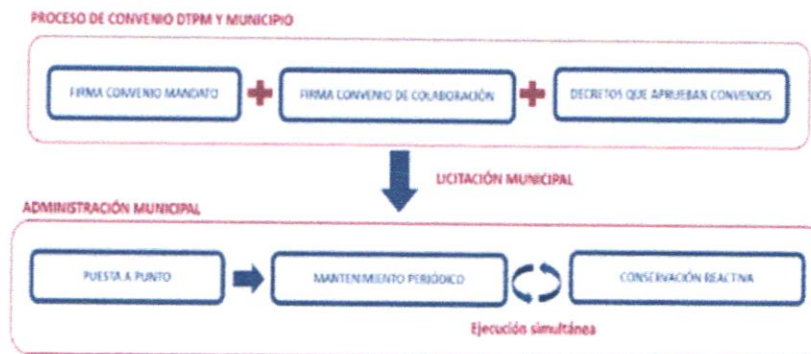 PROCESO DE CONVENIO DTPM Y MUNICIPIO
FIRMA CONVENIO MANDATO
FIRMA CONVENIO DE COLABORACIÓN
DECRETOS QUE APRUEBAN CONVENIOS
LICITACIÓN MUNICIPAL
ADMINISTRACIÓN MUNICIPAL
PUESTA A PUNTO
MANTENIMIENTO PERIÓDICO
CONSERVACIÓN REACTIVA
Ejecución simultánea